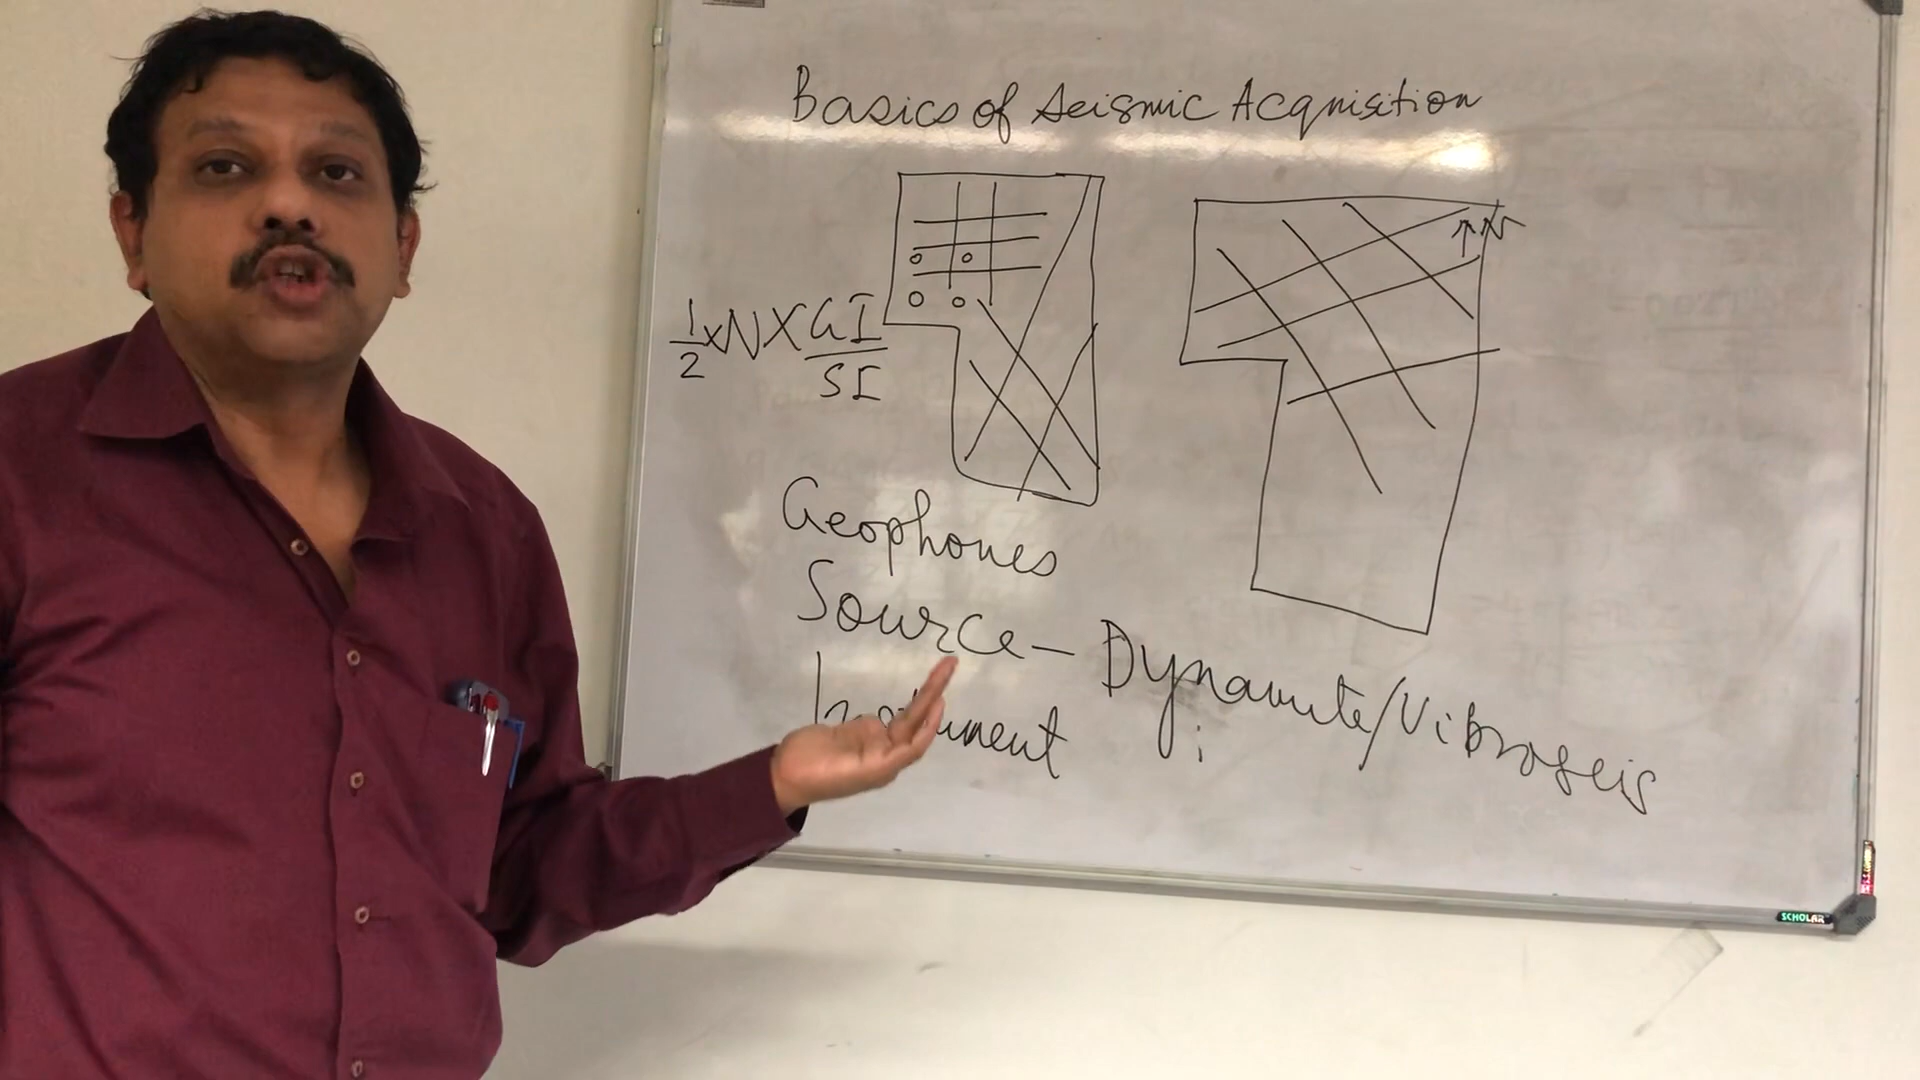 Basics of Seismic Acquisition
N
1/2 x N X GI/SI
Geophones
Source – Dynamite/Vibroseis
Instrument
SCHOLAR